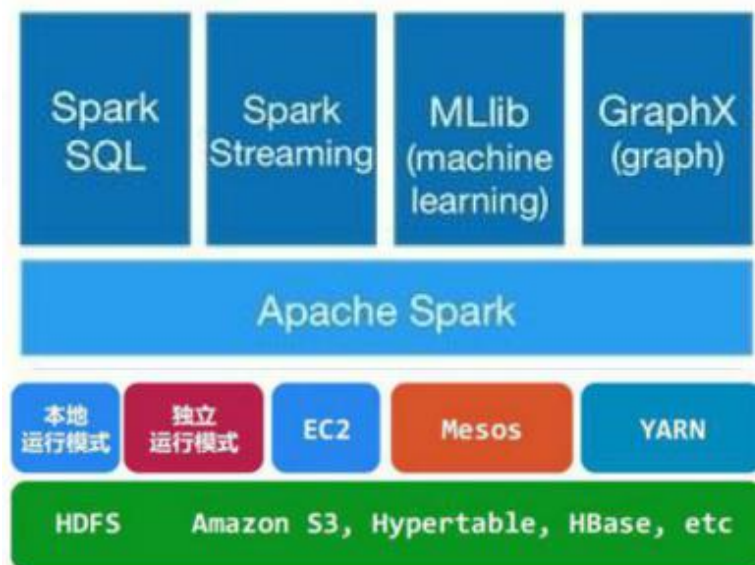 Spark
SQL
Spark
Streaming
MLlib
(machine
learning)
GraphX
(graph)
Apache Spark
本地
运行模式
独立
运行模式
EC2
Mesos
YARN
HDFS Amazon S3, Hypertable, HBase, etc